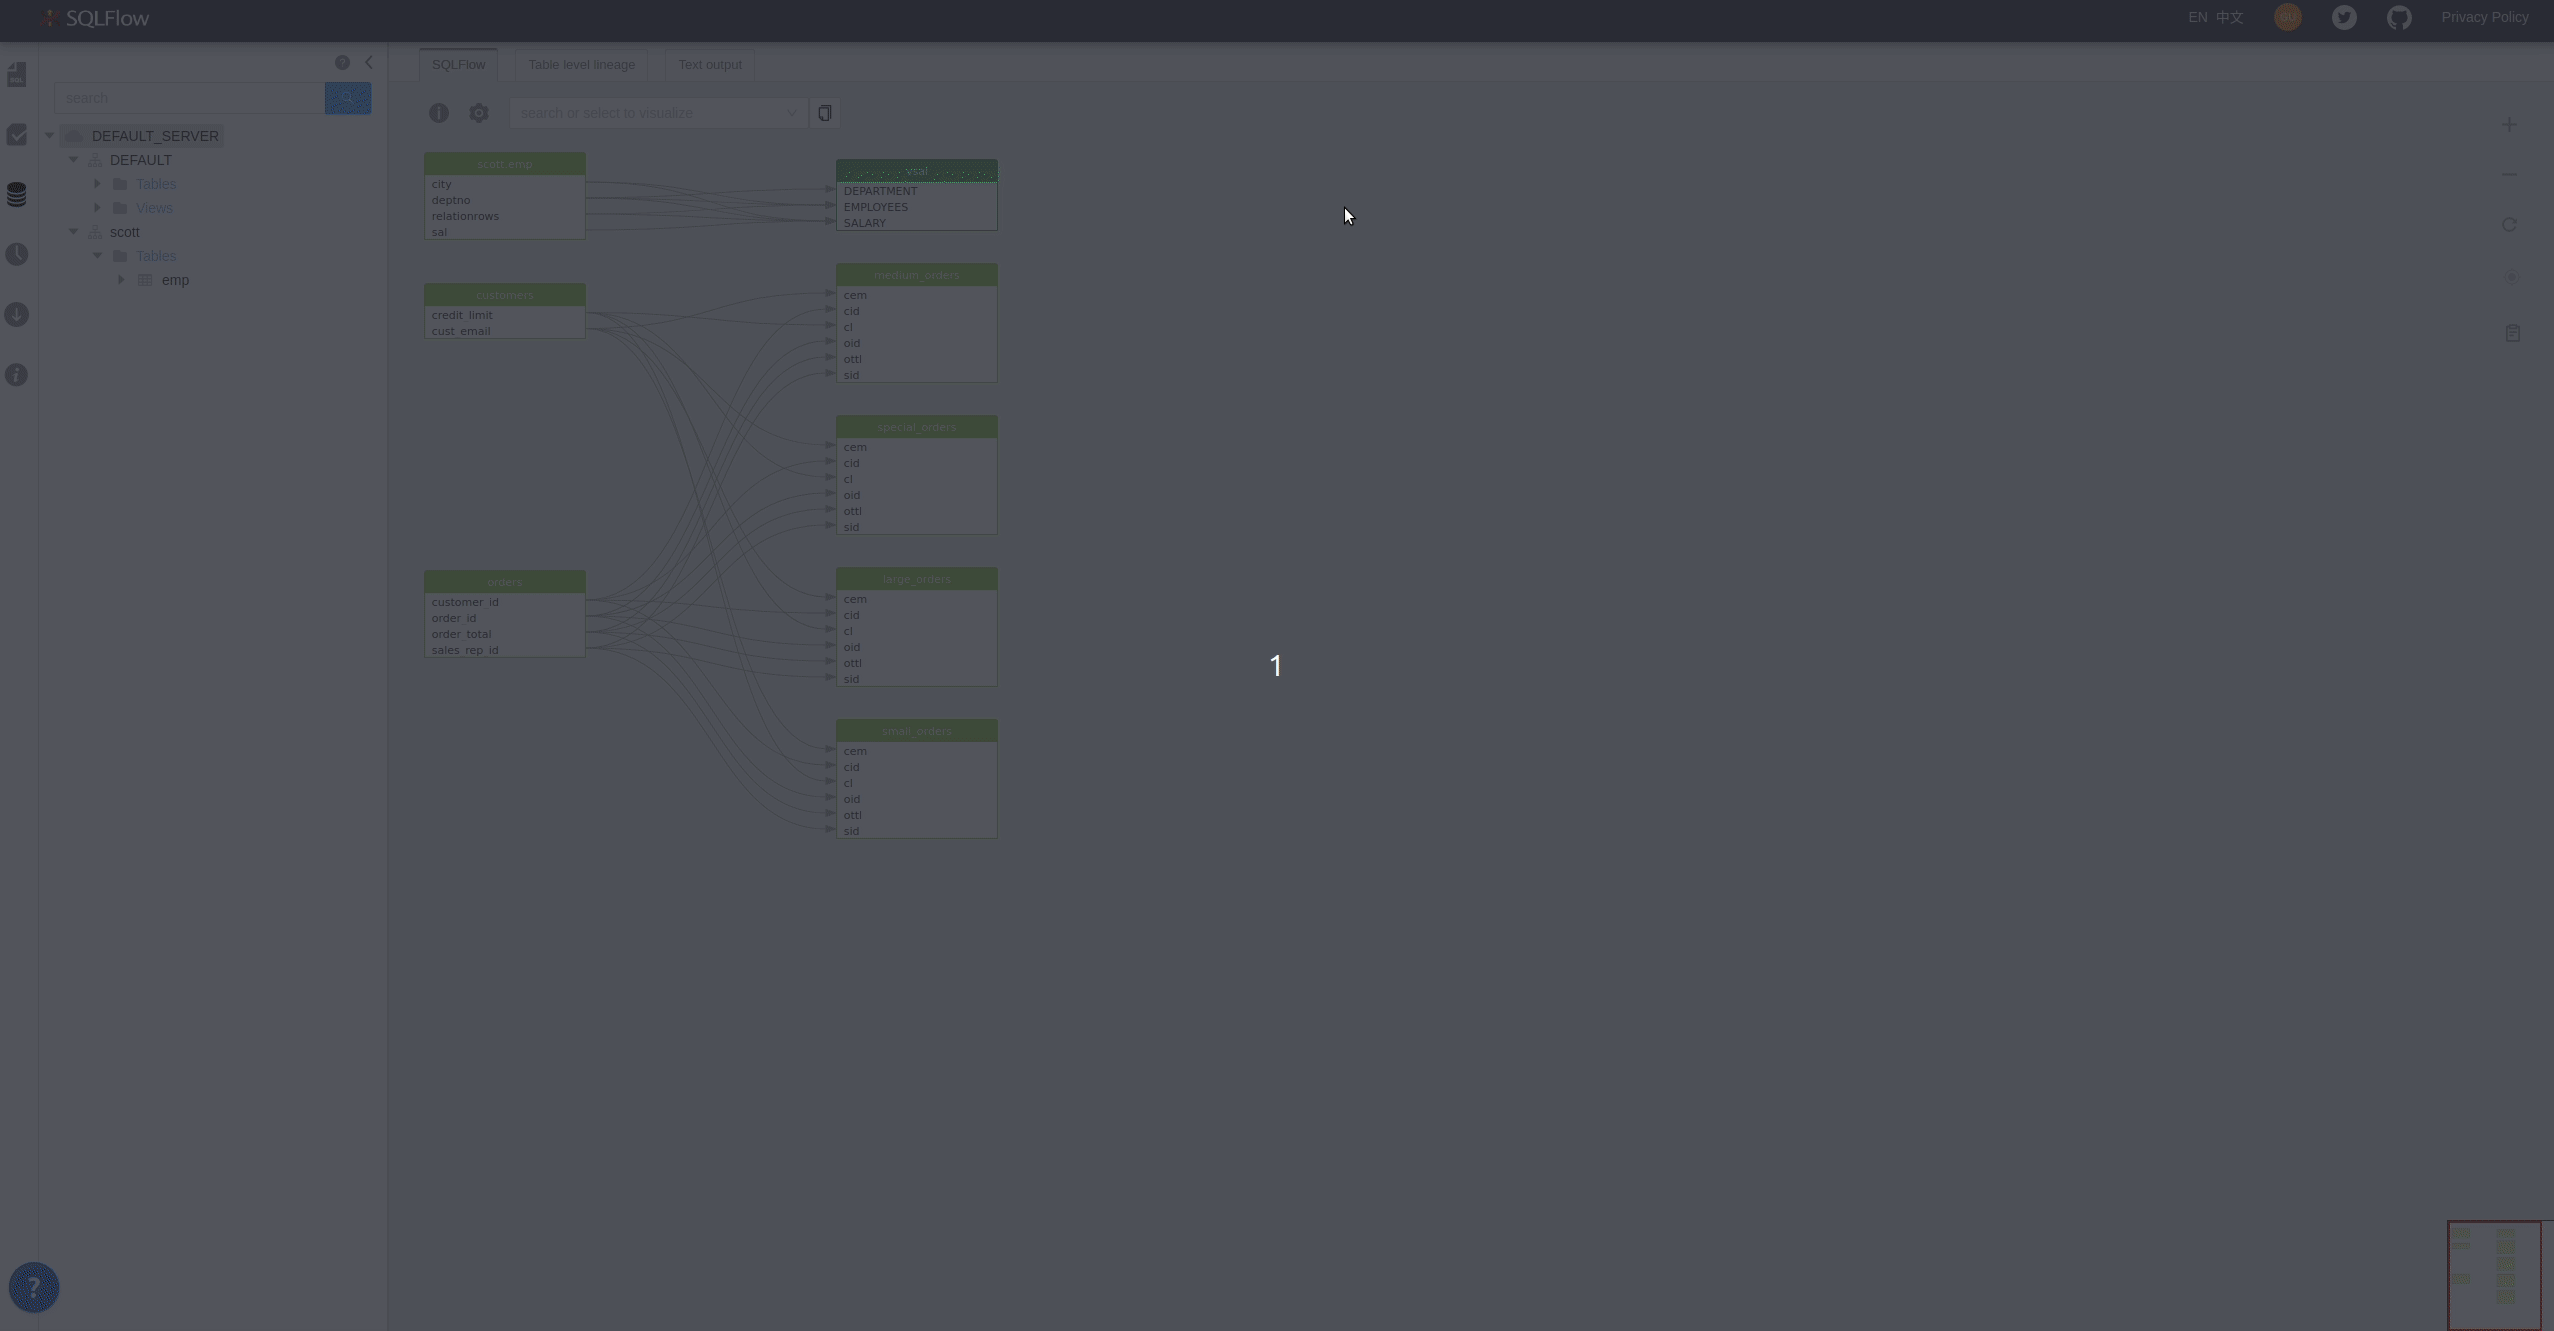 SQLFlow
EN 中文
GU
Privacy Policy
SQLFlow
Table level lineage
Text output
search
search or select to visualize
DEFAULT_SERVER
DEFAULT
Tables
Views
scott
Tables
emp
SQL
scott.emp
city
deptno
relationrows
sal
customers
credit_limit
cust_email
orders
customer_id
order_id
order_total
sales_rep_id
vsal
DEPARTMENT
EMPLOYEES
SALARY
medium_orders
cem
cid
cl
oid
ottl
sid
special_orders
cem
cid
cl
oid
ottl
sid
large_orders
cem
cid
cl
oid
ottl
sid
small_orders
cem
cid
cl
oid
ottl
sid
1
?